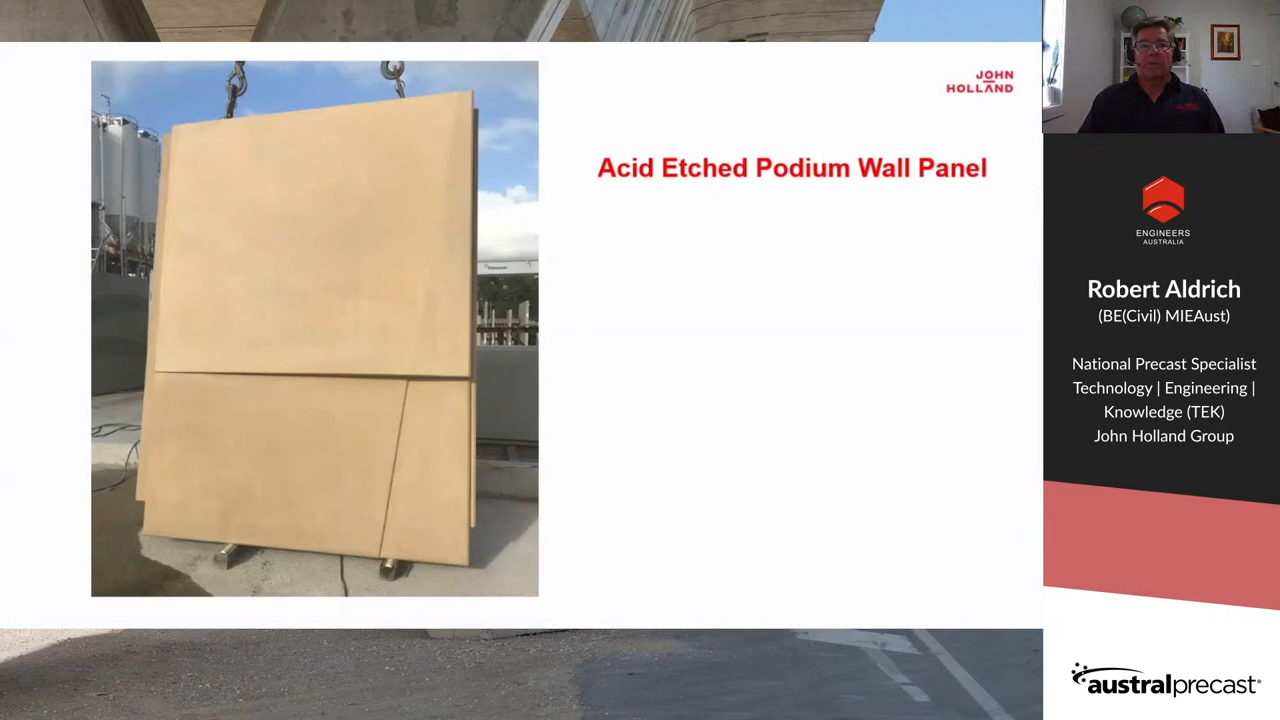 JOHN
HOLLAND
Acid Etched Podium Wall Panel
ENGINEERS
AUSTRALIA
Robert Aldrich
(BE(Civil) MIEAust)
National Precast Specialist
Technology | Engineering |
Knowledge (TEK)
John Holland Group
australprecast®